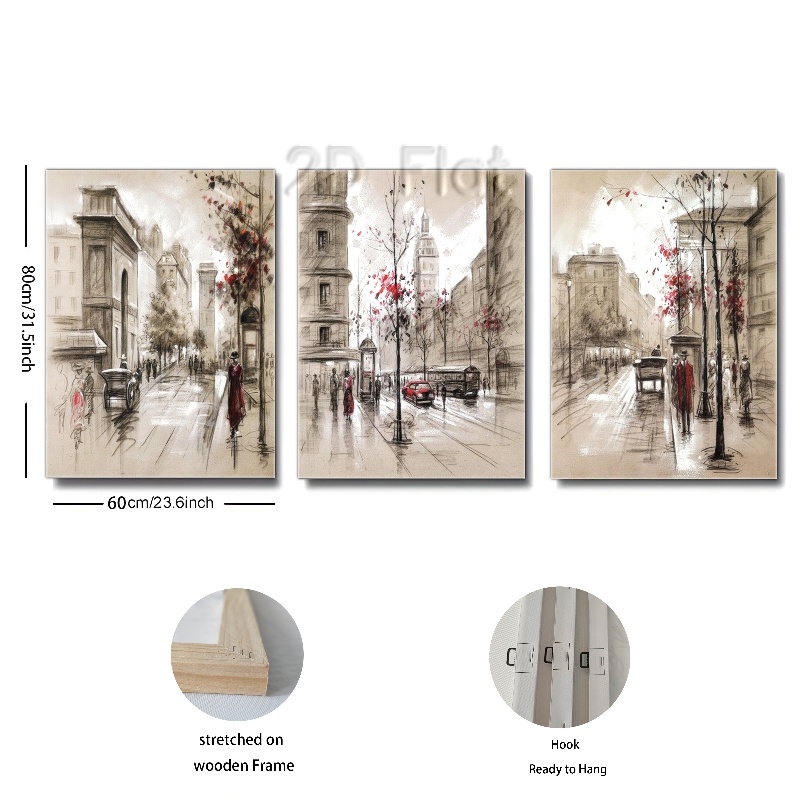 2D Flat
80cm/31.5inch
60cm/23.6inch
stretched on
wooden Frame
Hook
Ready to Hang